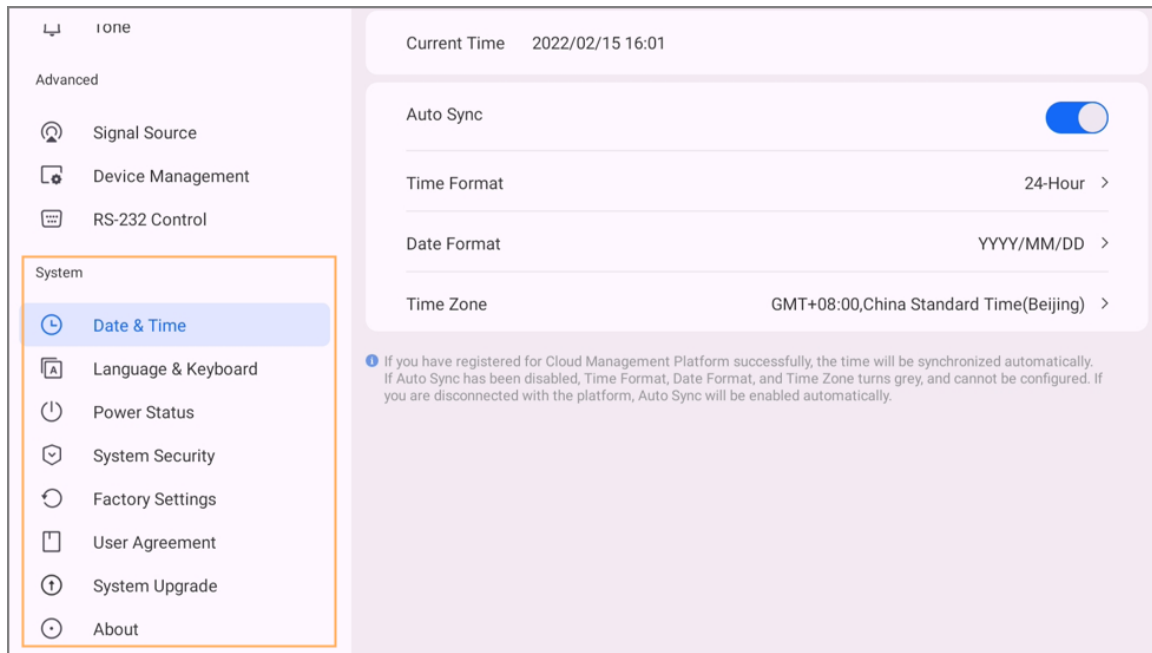 Tone
Advanced
Signal Source
Device Management
RS-232 Control
System
Date & Time
Language & Keyboard
Power Status
System Security
Factory Settings
User Agreement
System Upgrade
About
Current Time 2022/02/15 16:01
Auto Sync
Time Format 24-Hour
Date Format YYYY/MM/DD
Time Zone GMT+08:00,China Standard Time(Beijing)
If you have registered for Cloud Management Platform successfully, the time will be synchronized automatically.
If Auto Sync has been disabled, Time Format, Date Format, and Time Zone turns grey, and cannot be configured. If
you are disconnected with the platform, Auto Sync will be enabled automatically.